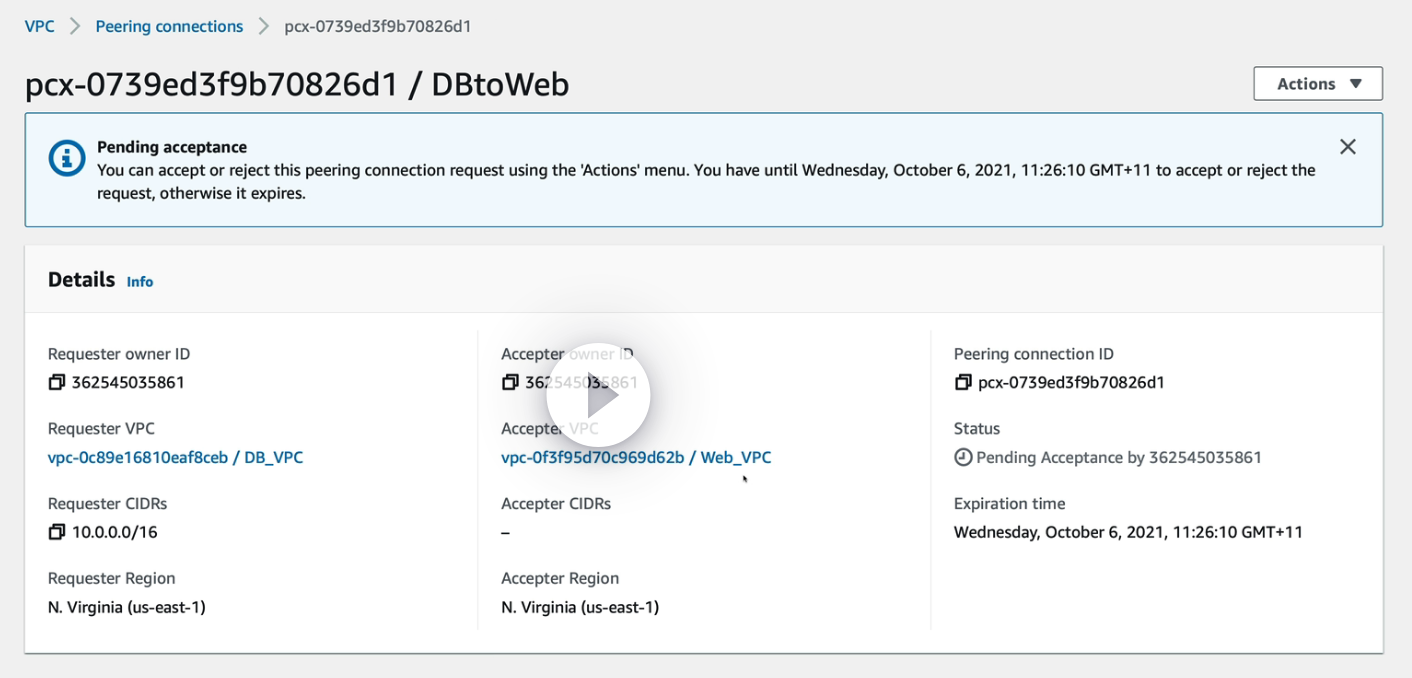 VPC > Peering connections > pcx-0739ed3f9b70826d1
pcx-0739ed3f9b70826d1 / DBtoWeb
Actions ▼
Pending acceptance
You can accept or reject this peering connection request using the 'Actions' menu. You have until Wednesday, October 6, 2021, 11:26:10 GMT+11 to accept or reject the
request, otherwise it expires.
Details Info
Requester owner ID
362545035861
Requester VPC
vpc-0c89e16810eaf8ceb / DB_VPC
Requester CIDRs
10.0.0.0/16
Requester Region
N. Virginia (us-east-1)
Accepter owner ID
362545035861
Accepter VPC
vpc-0f3f95d70c969d62b / Web_VPC
Accepter CIDRs
–
Accepter Region
N. Virginia (us-east-1)
Peering connection ID
pcx-0739ed3f9b70826d1
Status
Pending Acceptance by 362545035861
Expiration time
Wednesday, October 6, 2021, 11:26:10 GMT+11